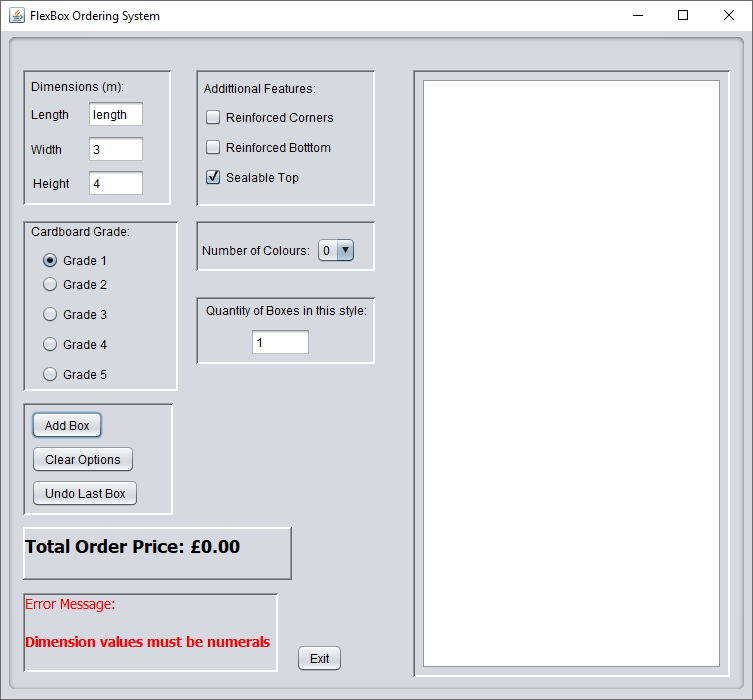 FlexBox Ordering System
Dimensions (m):
Length length
Width 3
Height 4
Addittional Features:
Reinforced Corners
Reinforced Botttom
Sealable Top
Cardboard Grade:
Grade 1
Grade 2
Grade 3
Grade 4
Grade 5
Number of Colours: 0
Quantity of Boxes in this style:
1
Add Box
Clear Options
Undo Last Box
Total Order Price: £0.00
Error Message:
Dimension values must be numerals
Exit